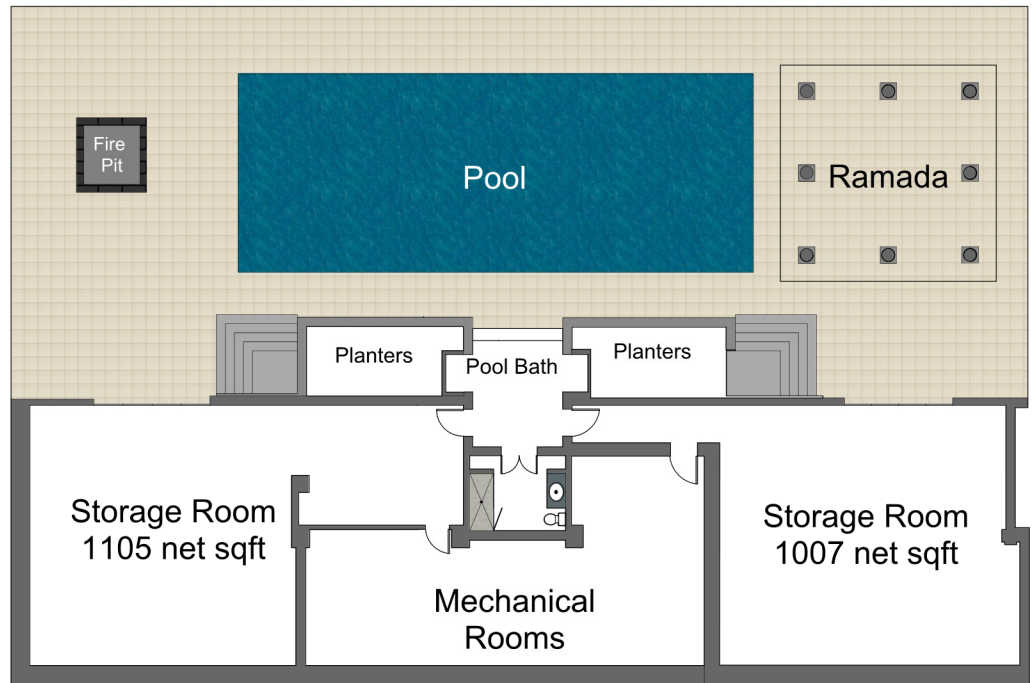 Fire
Pit
Pool
Ramada
Planters
Pool Bath
Planters
Storage Room
1105 net sqft
Storage Room
1007 net sqft
Mechanical
Rooms